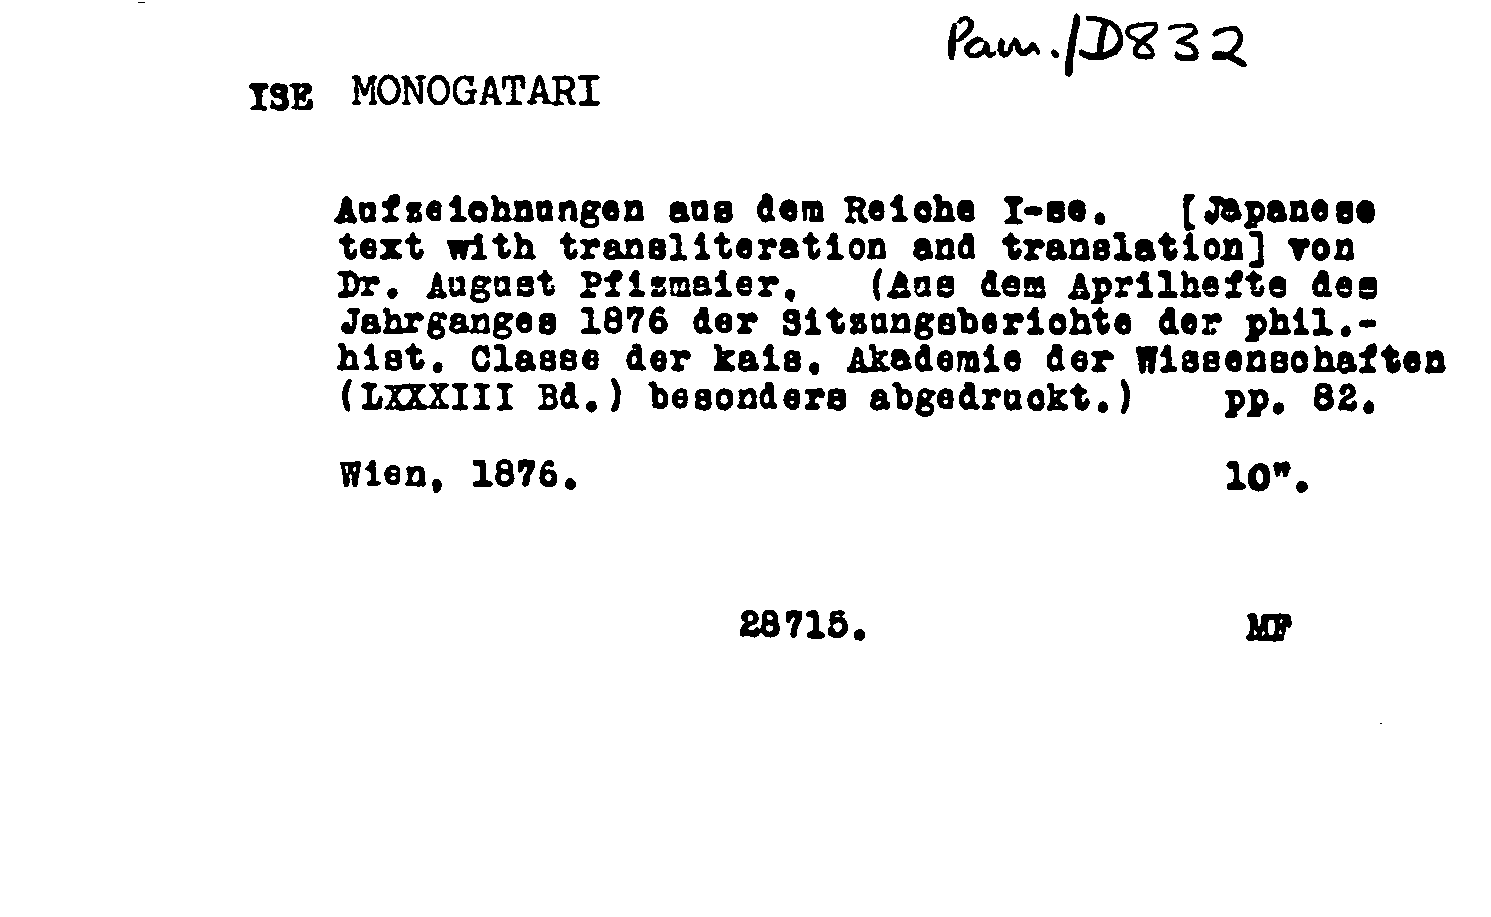 Pam./D832
ISE MONOGATARI
Aufzeichnungen aus dem Reiche I-se. [Japanese
text with transliteration and translation] von
Dr. August Pfizmaier. (Aus dem Aprilhefte des
Jahrganges 1876 der Sitzungsberichte der phil.-
hist. Classe der kais. Akademie der Wissenschaften
(LXXXIII Bd.) besonders abgedruckt.) pp. 82.
Wien, 1876. 10".
28715. MF